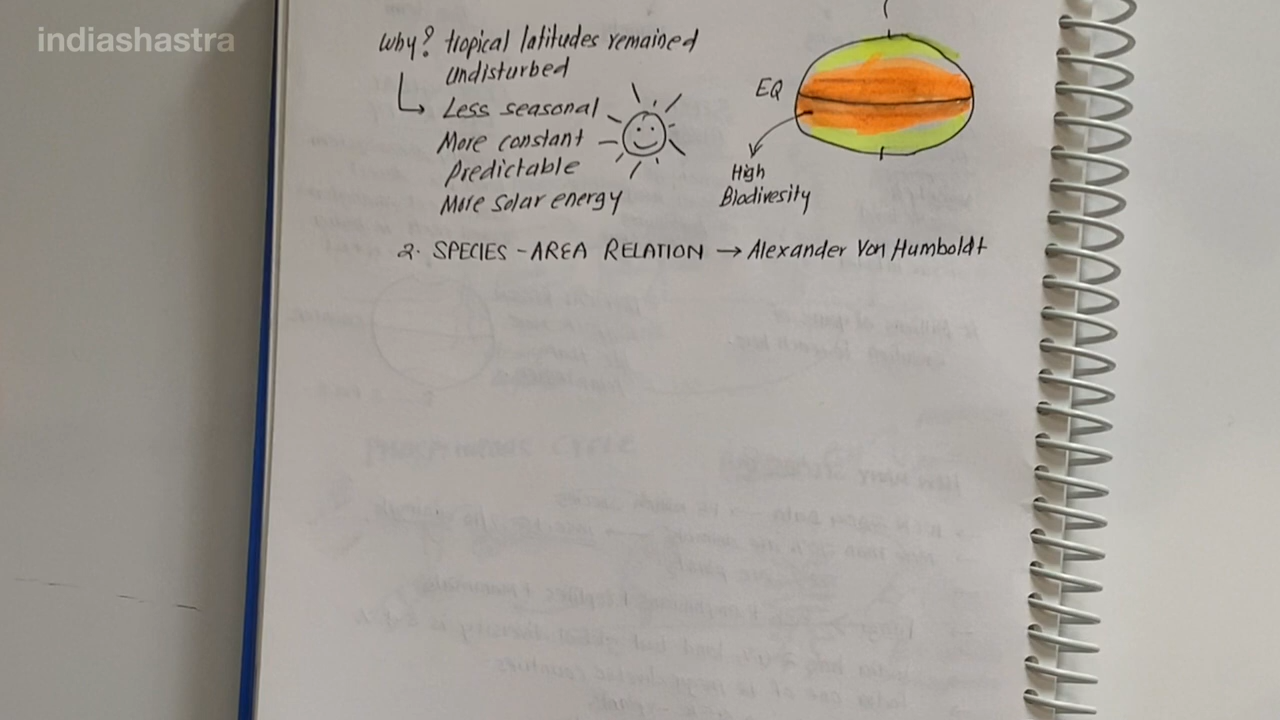 indiashastra
Why? tropical latitudes remained
undisturbed
Less seasonal
More constant
Predictable
More solar energy
EQ
High
Biodivesity
2. SPECIES - AREA RELATION → Alexander Von Humboldt